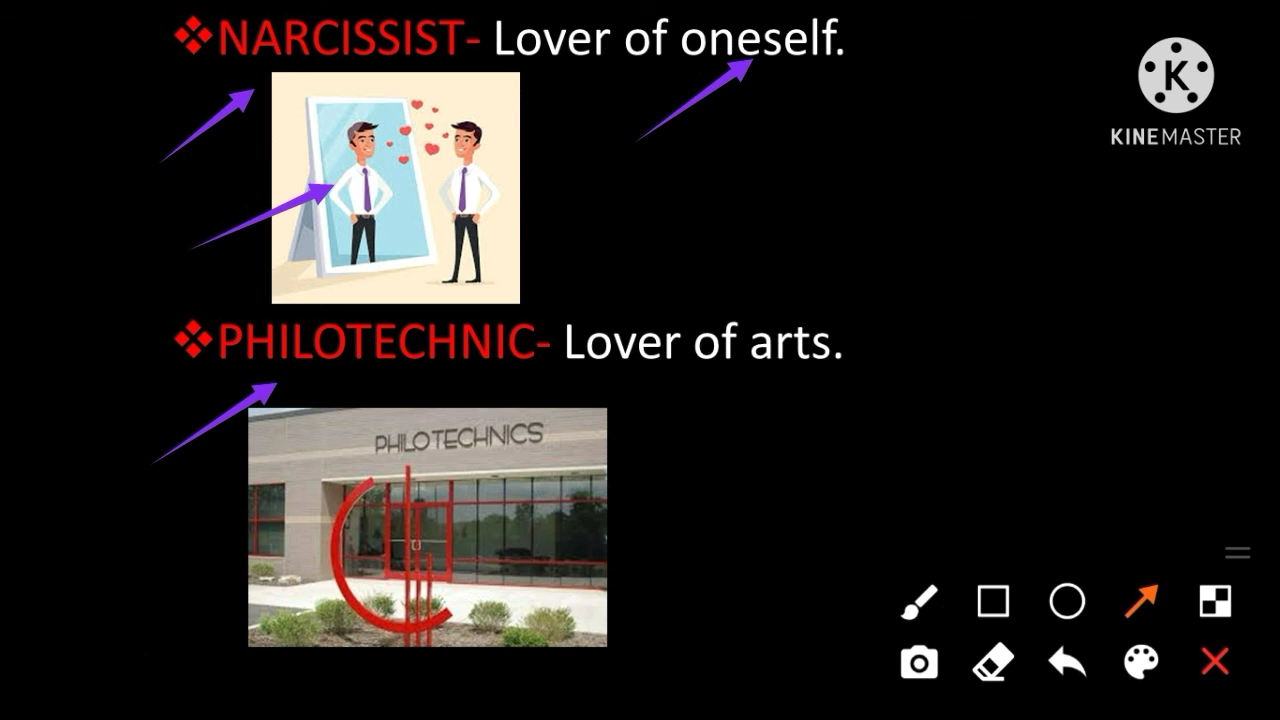 ❖NARCISSIST- Lover of oneself.
KINEMASTER
❖PHILOTECHNIC- Lover of arts.
PHILOTECHNICS